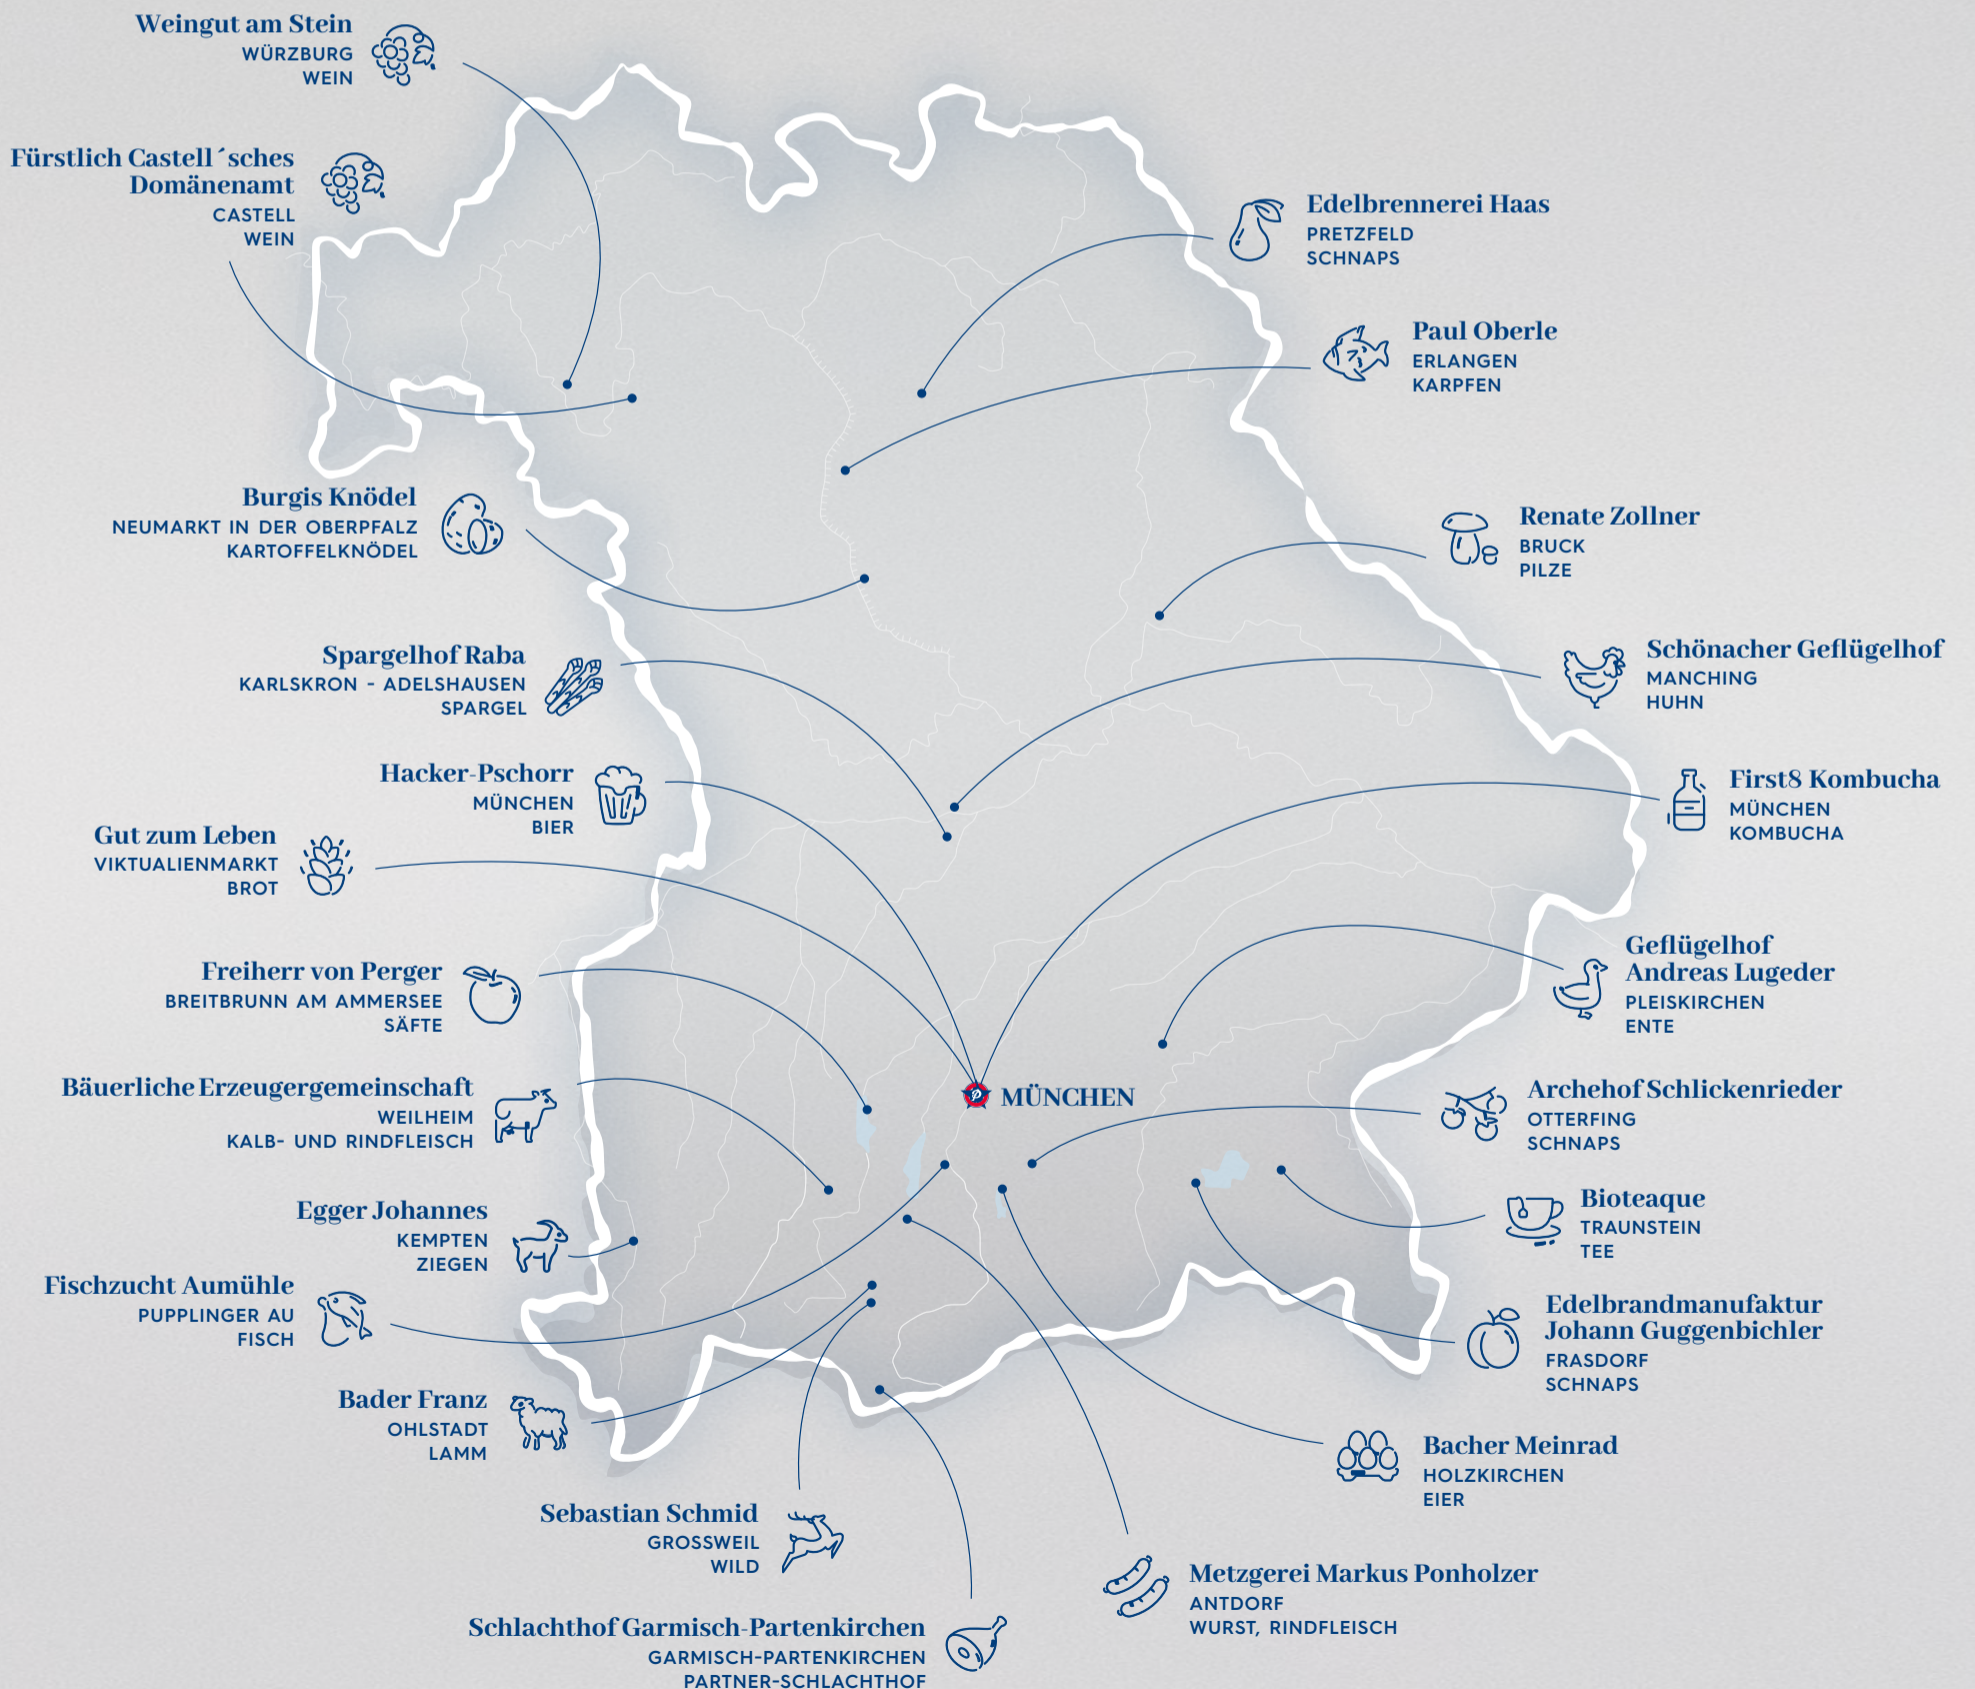 Weingut am Stein
WÜRZBURG
WEIN
Fürstlich Castell´sches
Domänenamt
CASTELL
WEIN
Edelbrennerei Haas
PRETZFELD
SCHNAPS
Paul Oberle
ERLANGEN
KARPFEN
Burgis Knödel
NEUMARKT IN DER OBERPFALZ
KARTOFFELKNÖDEL
Renate Zollner
BRUCK
PILZE
Spargelhof Raba
KARLSKRON - ADELSHAUSEN
SPARGEL
Schönacher Geflügelhof
MANCHING
HUHN
Hacker-Pschorr
MÜNCHEN
BIER
First8 Kombucha
MÜNCHEN
KOMBUCHA
Gut zum Leben
VIKTUALIENMARKT
BROT
Freiherr von Perger
BREITBRUNN AM AMMERSEE
SÄFTE
Geflügelhof
Andreas Lugeder
PLEISKIRCHEN
ENTE
Bäuerliche Erzeugergemeinschaft
WEILHEIM
KALB- UND RINDFLEISCH
P MÜNCHEN
Archehof Schlickenrieder
OTTERFING
SCHNAPS
Egger Johannes
KEMPTEN
ZIEGEN
Bioteaque
TRAUNSTEIN
TEE
Fischzucht Aumühle
PUPPLINGER AU
FISCH
Edelbrandmanufaktur
Johann Guggenbichler
FRASDORF
SCHNAPS
Bader Franz
OHLSTADT
LAMM
Bacher Meinrad
HOLZKIRCHEN
EIER
Sebastian Schmid
GROSSWEIL
WILD
Metzgerei Markus Ponholzer
ANTDORF
WURST, RINDFLEISCH
Schlachthof Garmisch-Partenkirchen
GARMISCH-PARTENKIRCHEN
PARTNER-SCHLACHTHOF